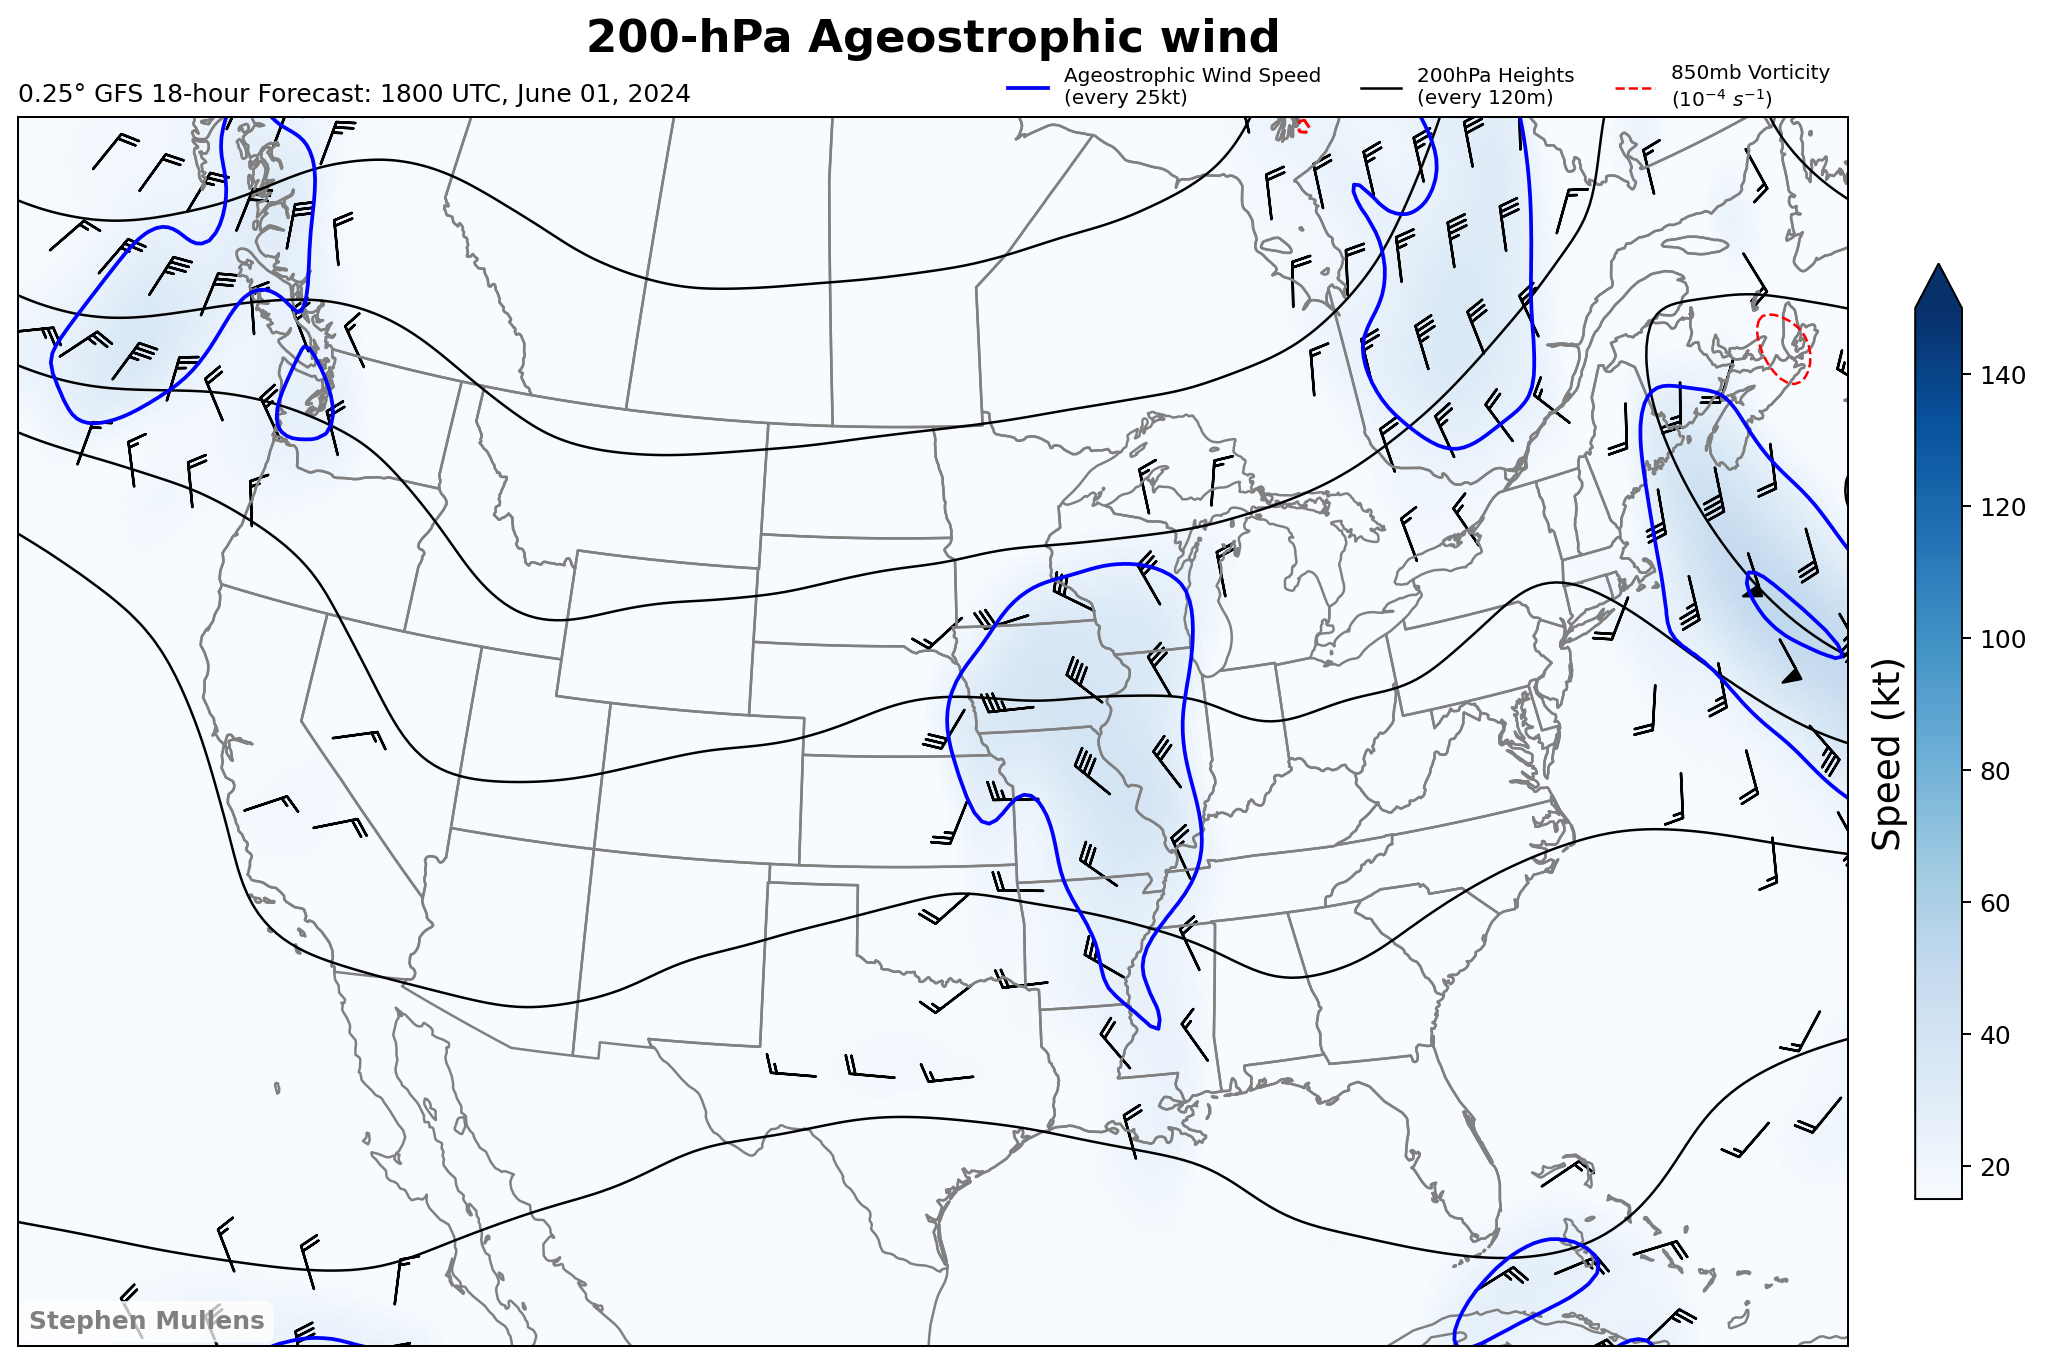 200-hPa Ageostrophic wind
0.25° GFS 18-hour Forecast: 1800 UTC, June 01, 2024
Ageostrophic Wind Speed
(every 25kt)
200hPa Heights
(every 120m)
850mb Vorticity
(10⁻⁴ s⁻¹)
140
120
100
80
60
40
20
Speed (kt)
Stephen Mullens